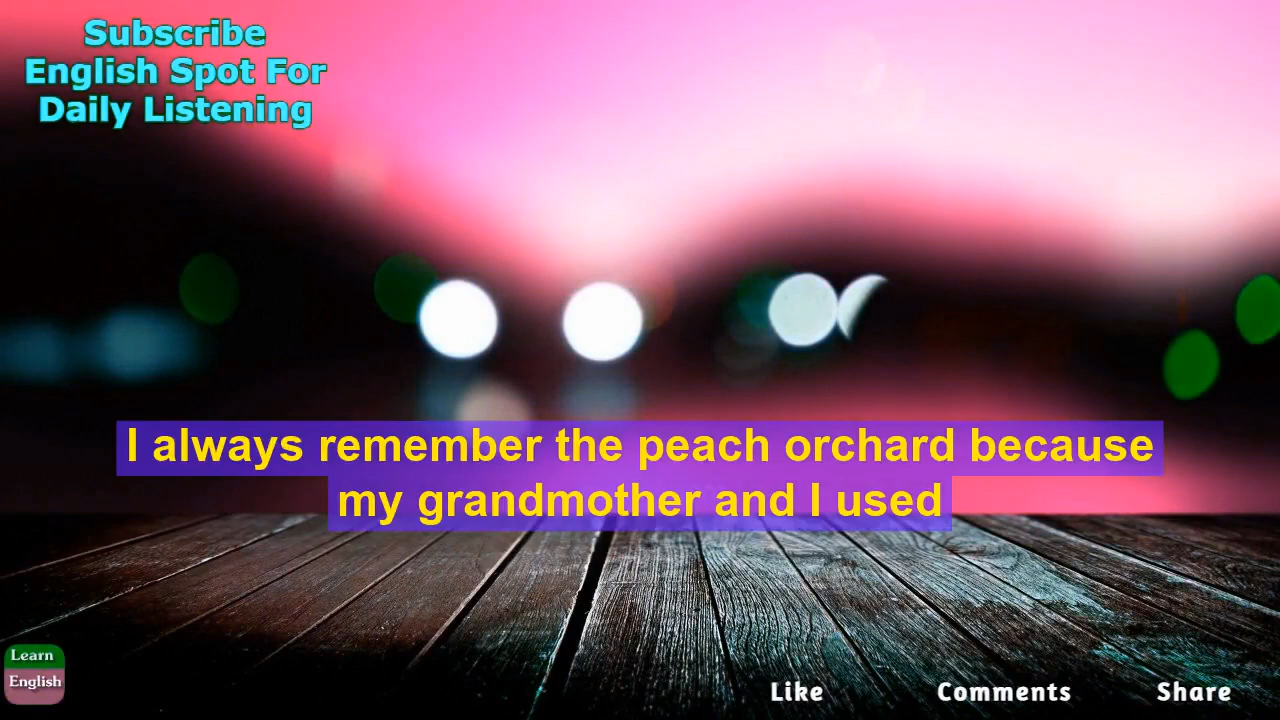 Subscribe
English Spot For
Daily Listening
I always remember the peach orchard because
my grandmother and I used
Learn
English
Like Comments Share